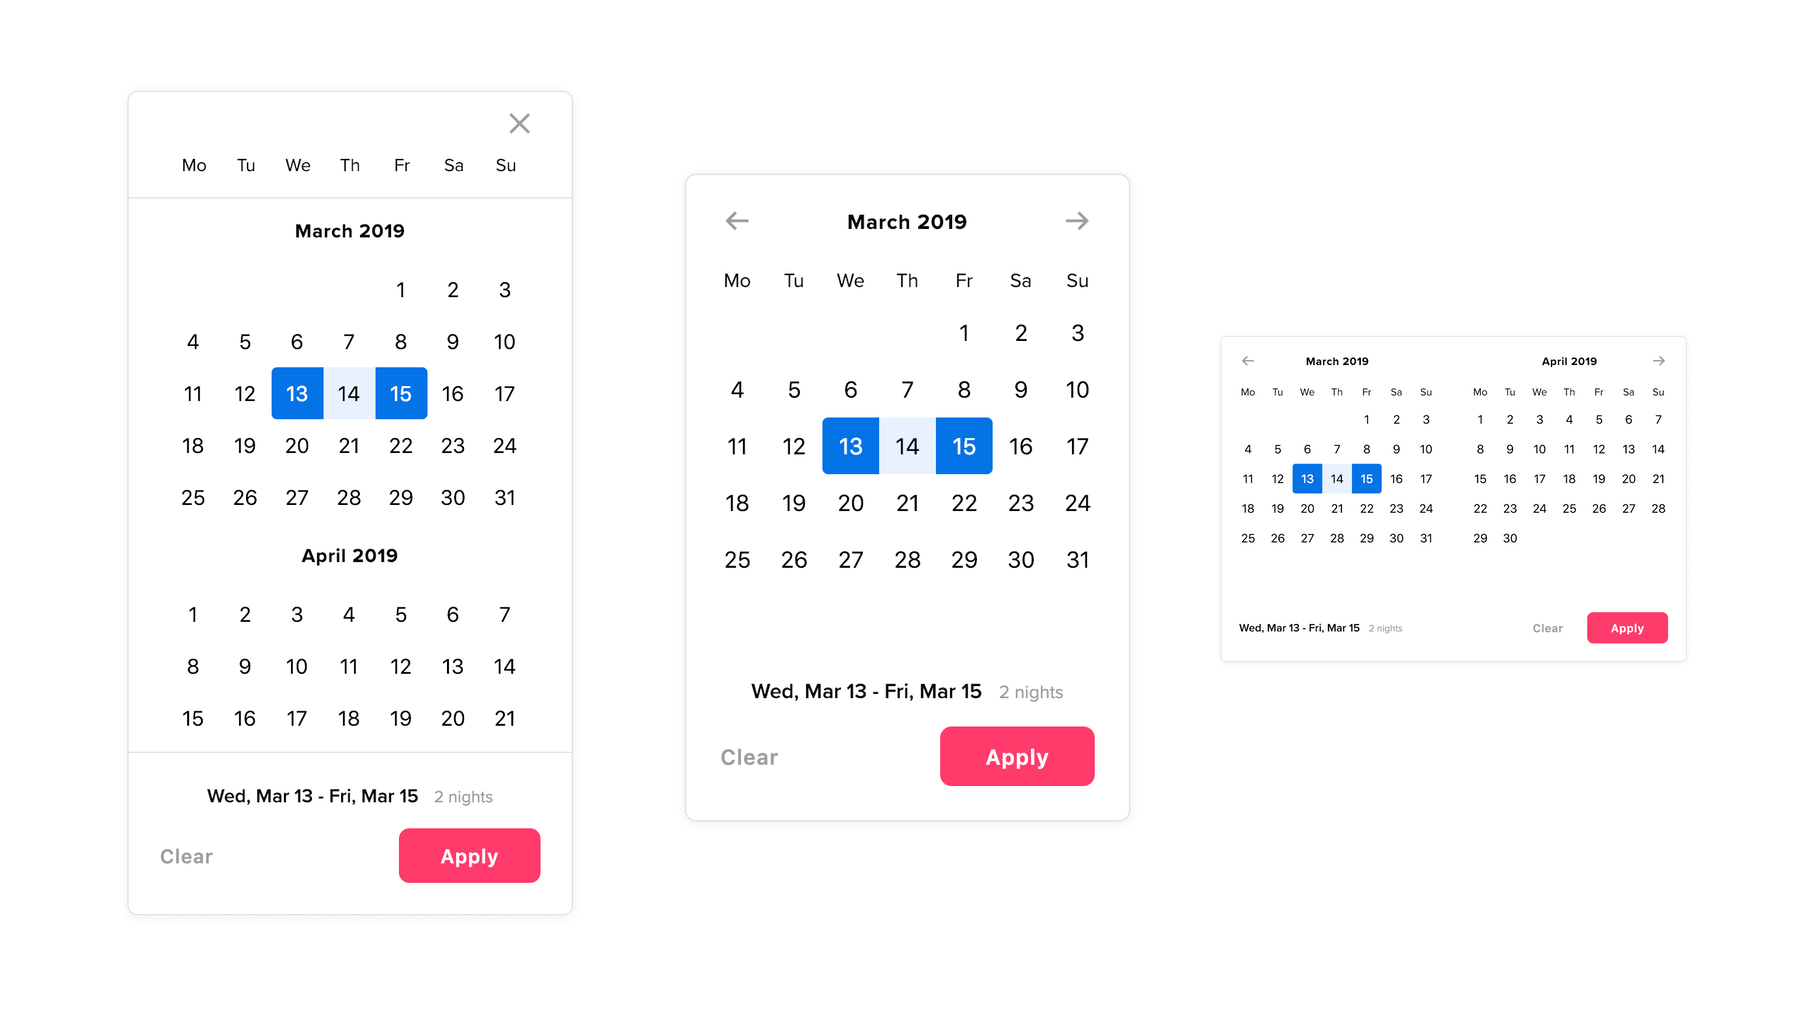 Mo Tu We Th Fr Sa Su
March 2019
1 2 3
4 5 6 7 8 9 10
11 12 13 14 15 16 17
18 19 20 21 22 23 24
25 26 27 28 29 30 31
April 2019
1 2 3 4 5 6 7
8 9 10 11 12 13 14
15 16 17 18 19 20 21
Wed, Mar 13 - Fri, Mar 15 2 nights
Clear Apply
March 2019
Mo Tu We Th Fr Sa Su
1 2 3
4 5 6 7 8 9 10
11 12 13 14 15 16 17
18 19 20 21 22 23 24
25 26 27 28 29 30 31
Wed, Mar 13 - Fri, Mar 15 2 nights
Clear Apply
March 2019
Mo Tu We Th Fr Sa Su
1 2 3
4 5 6 7 8 9 10
11 12 13 14 15 16 17
18 19 20 21 22 23 24
25 26 27 28 29 30 31
April 2019
Mo Tu We Th Fr Sa Su
1 2 3 4 5 6 7
8 9 10 11 12 13 14
15 16 17 18 19 20 21
22 23 24 25 26 27 28
29 30
Wed, Mar 13 - Fri, Mar 15 2 nights
Clear Apply